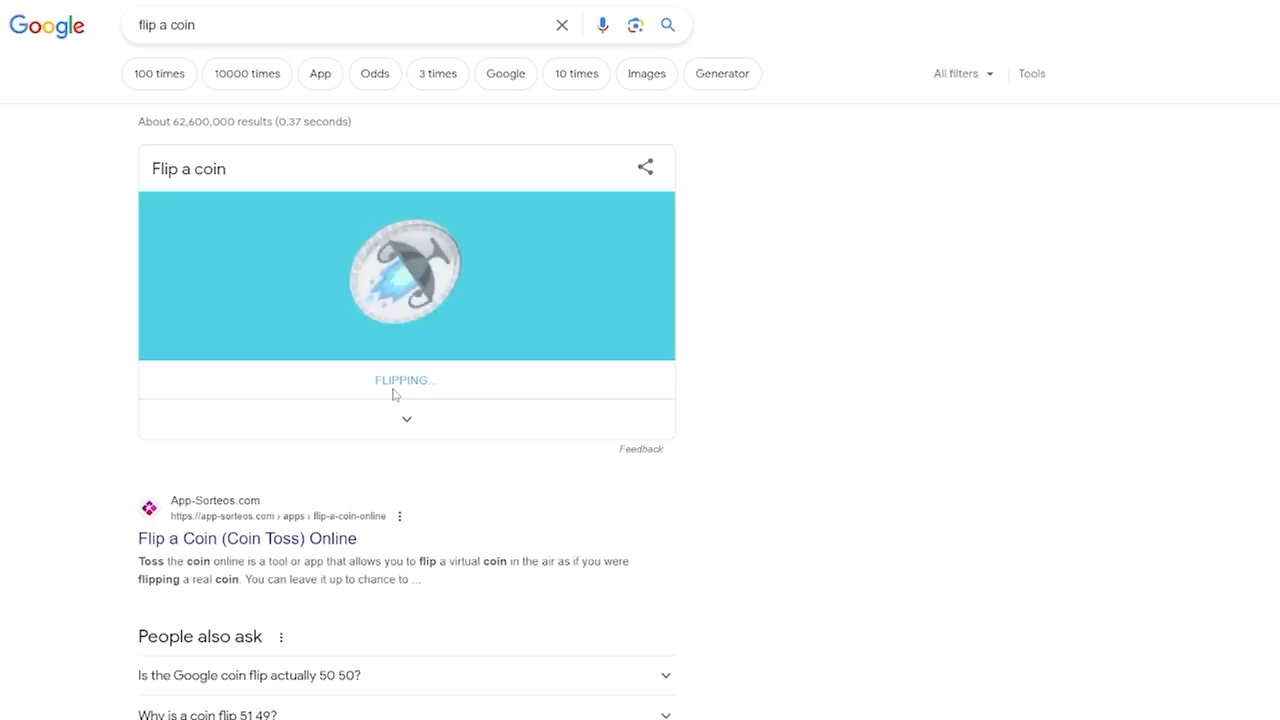 Google
flip a coin
100 times
10000 times
App
Odds
3 times
Google
10 times
Images
Generator
All filters
Tools
About 62,600,000 results (0.37 seconds)
Flip a coin
FLIPPING...
Feedback
App-Sorteos.com
https://app-sorteos.com › apps › flip-a-coin-online
Flip a Coin (Coin Toss) Online
Toss the coin online is a tool or app that allows you to flip a virtual coin in the air as if you were
flipping a real coin. You can leave it up to chance to ...
People also ask
Is the Google coin flip actually 50 50?
Why is a coin flip 51 49?